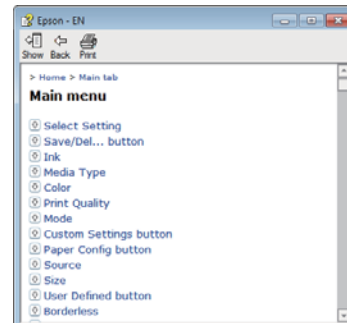 Epson - EN
Show Back Print
> Home > Main tab
Main menu
Select Setting
Save/Del... button
Ink
Media Type
Color
Print Quality
Mode
Custom Settings button
Paper Config button
Source
Size
User Defined button
Borderless